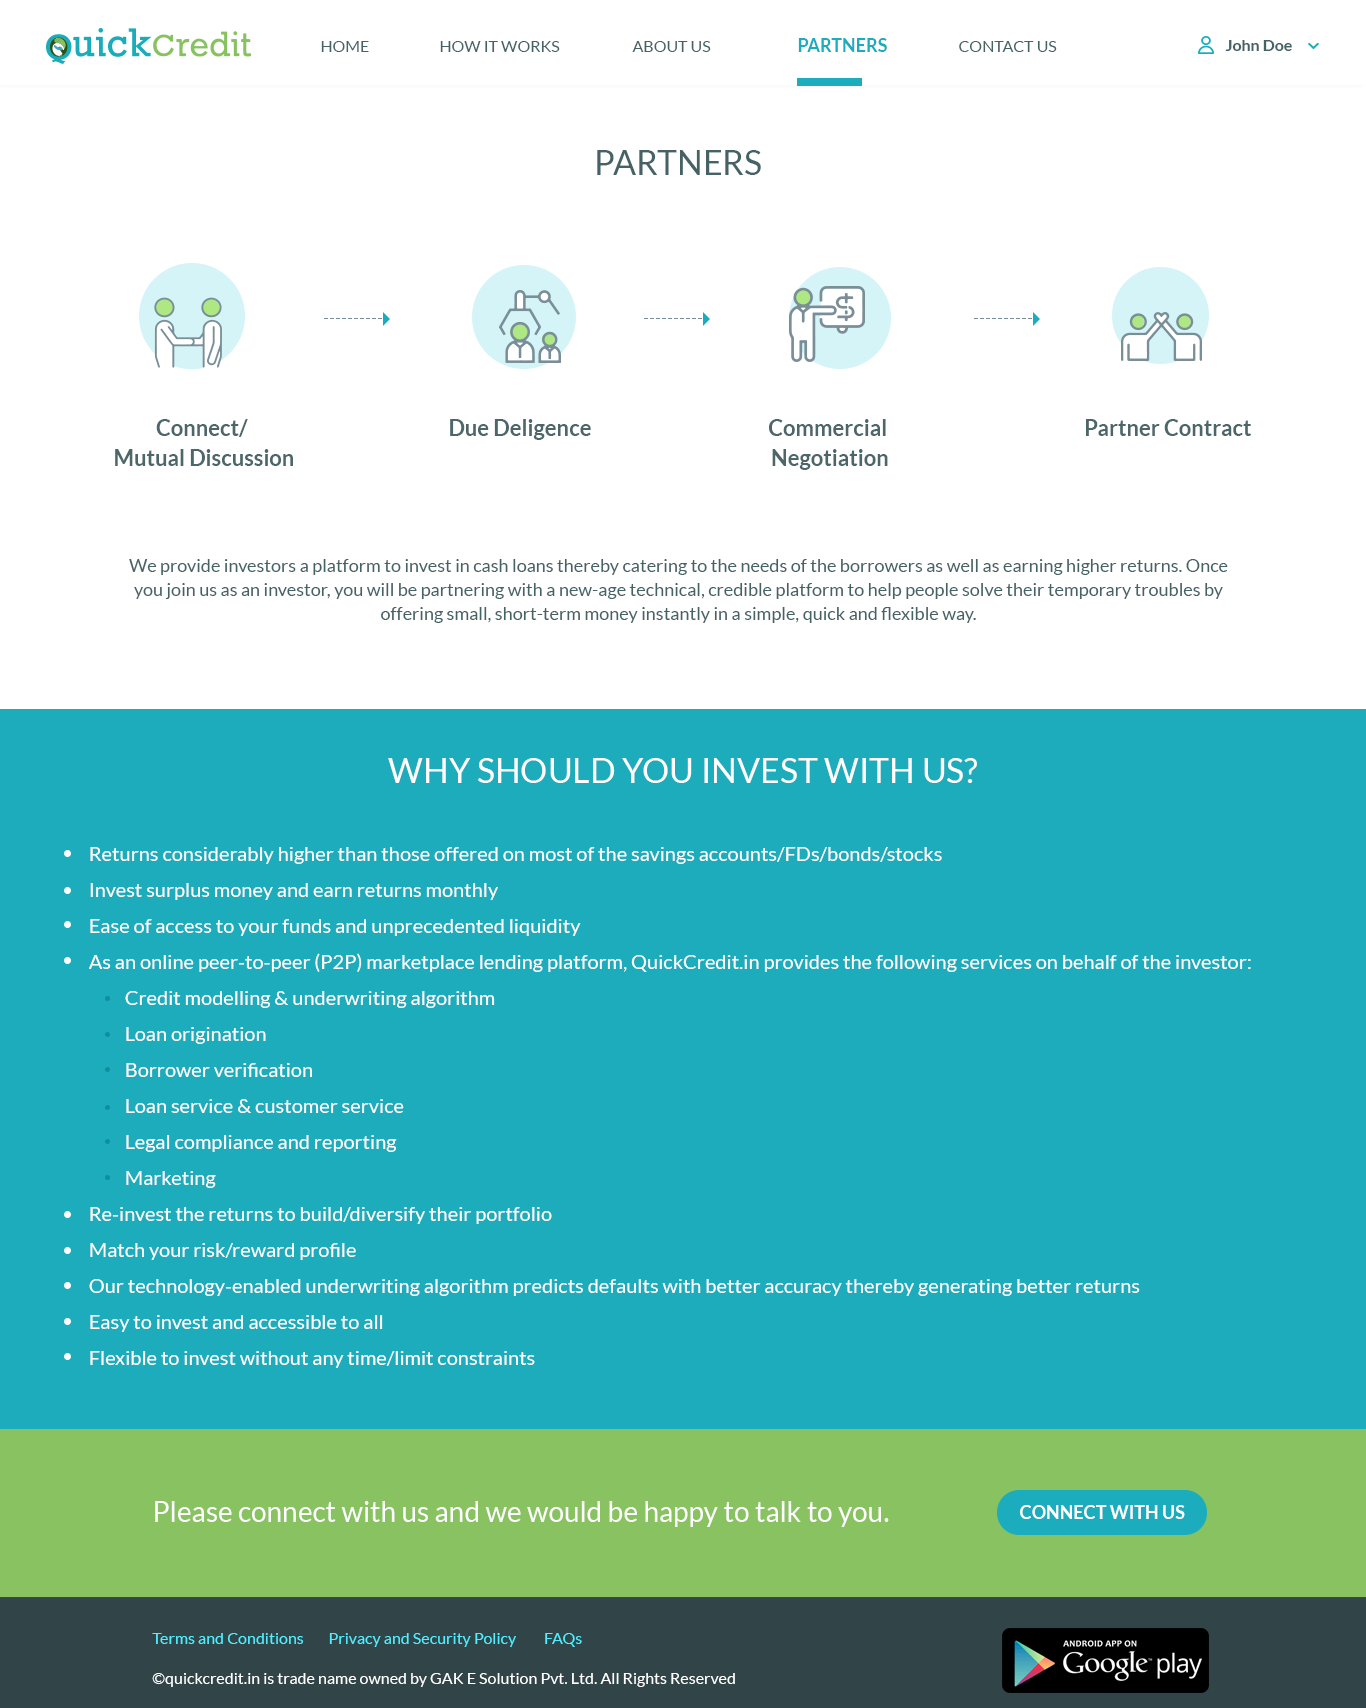 QuickCredit
HOME
HOW IT WORKS
ABOUT US
PARTNERS
CONTACT US
John Doe
PARTNERS
Connect/
Mutual Discussion
Due Deligence
Commercial
Negotiation
Partner Contract
We provide investors a platform to invest in cash loans thereby catering to the needs of the borrowers as well as earning higher returns. Once
you join us as an investor, you will be partnering with a new-age technical, credible platform to help people solve their temporary troubles by
offering small, short-term money instantly in a simple, quick and flexible way.
WHY SHOULD YOU INVEST WITH US?
• Returns considerably higher than those offered on most of the savings accounts/FDs/bonds/stocks
• Invest surplus money and earn returns monthly
• Ease of access to your funds and unprecedented liquidity
• As an online peer-to-peer (P2P) marketplace lending platform, QuickCredit.in provides the following services on behalf of the investor:
• Credit modelling & underwriting algorithm
• Loan origination
• Borrower verification
• Loan service & customer service
• Legal compliance and reporting
• Marketing
• Re-invest the returns to build/diversify their portfolio
• Match your risk/reward profile
• Our technology-enabled underwriting algorithm predicts defaults with better accuracy thereby generating better returns
• Easy to invest and accessible to all
• Flexible to invest without any time/limit constraints
Please connect with us and we would be happy to talk to you.
CONNECT WITH US
Terms and Conditions
Privacy and Security Policy
FAQs
©quickcredit.in is trade name owned by GAK E Solution Pvt. Ltd. All Rights Reserved
ANDROID APP ON
Google™ play